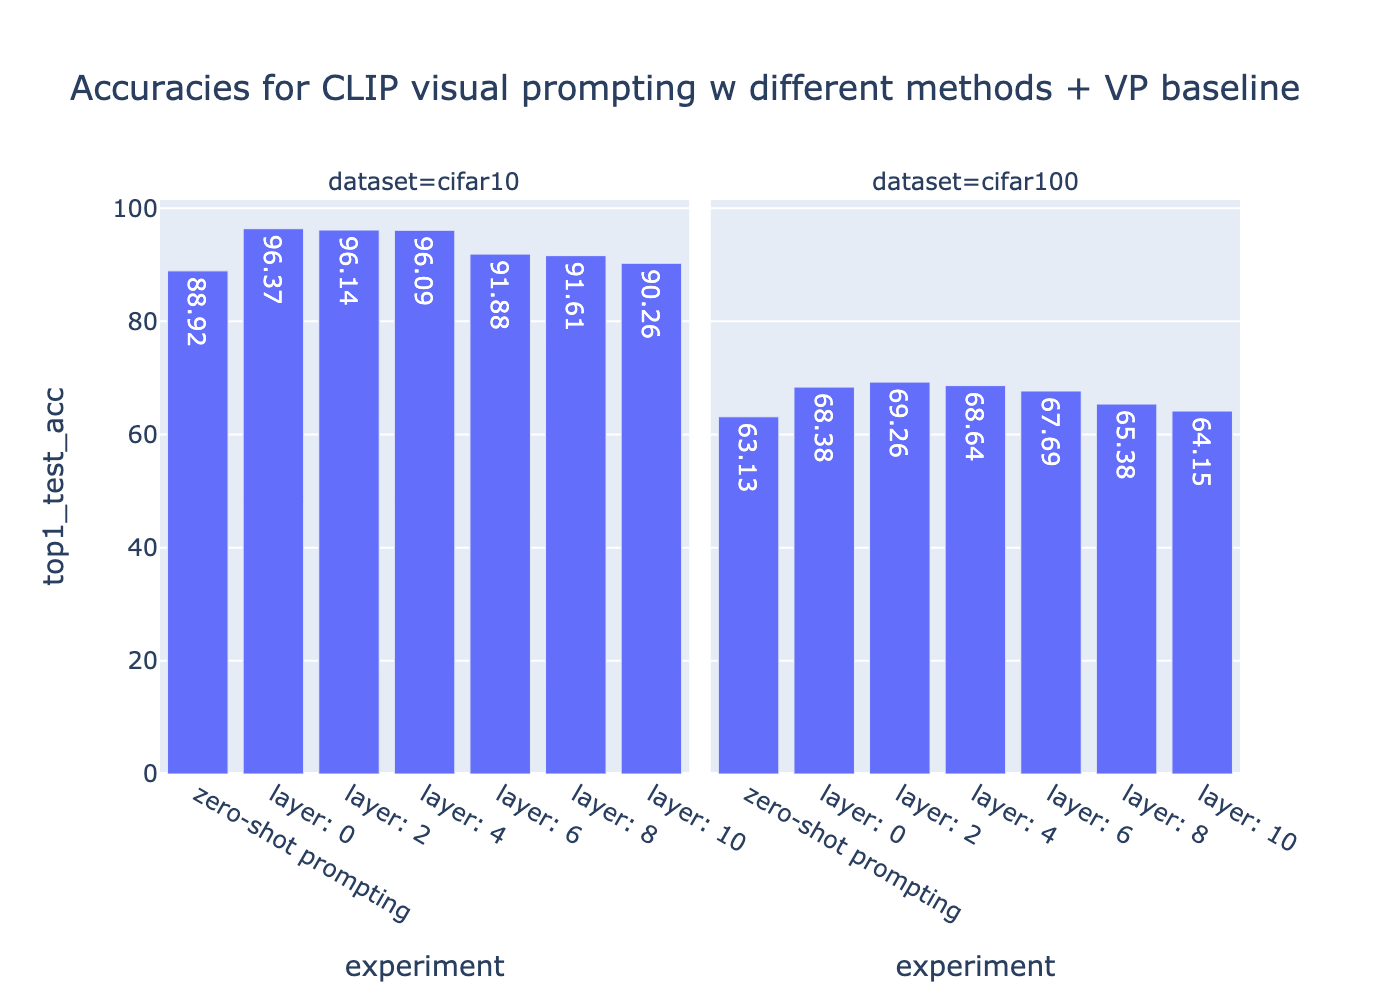 Accuracies for CLIP visual prompting w different methods + VP baseline
dataset=cifar10
dataset=cifar100
top1_test_acc
100
80
60
40
20
0
88.92
96.37
96.14
96.09
91.88
91.61
90.26
63.13
68.38
69.26
68.64
67.69
65.38
64.15
zero-shot prompting
layer: 0
layer: 2
layer: 4
layer: 6
layer: 8
layer: 10
zero-shot prompting
layer: 0
layer: 2
layer: 4
layer: 6
layer: 8
layer: 10
experiment
experiment